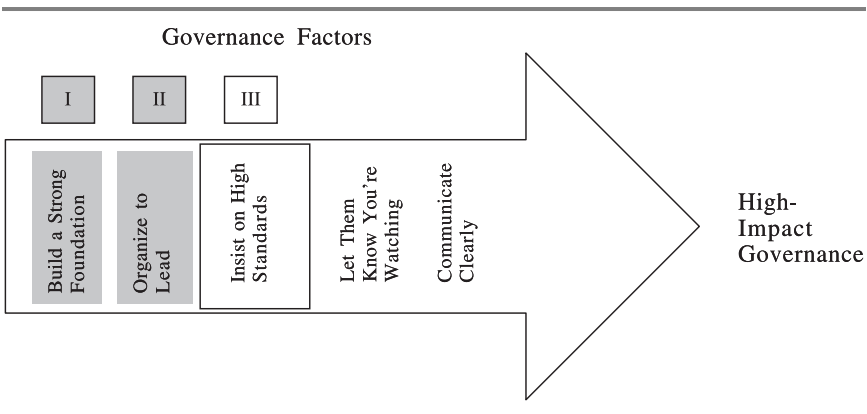 Governance Factors
I
II
III
Build a Strong
Foundation
Organize to
Lead
Insist on High
Standards
Let Them
Know You're
Watching
Communicate
Clearly
High-
Impact
Governance